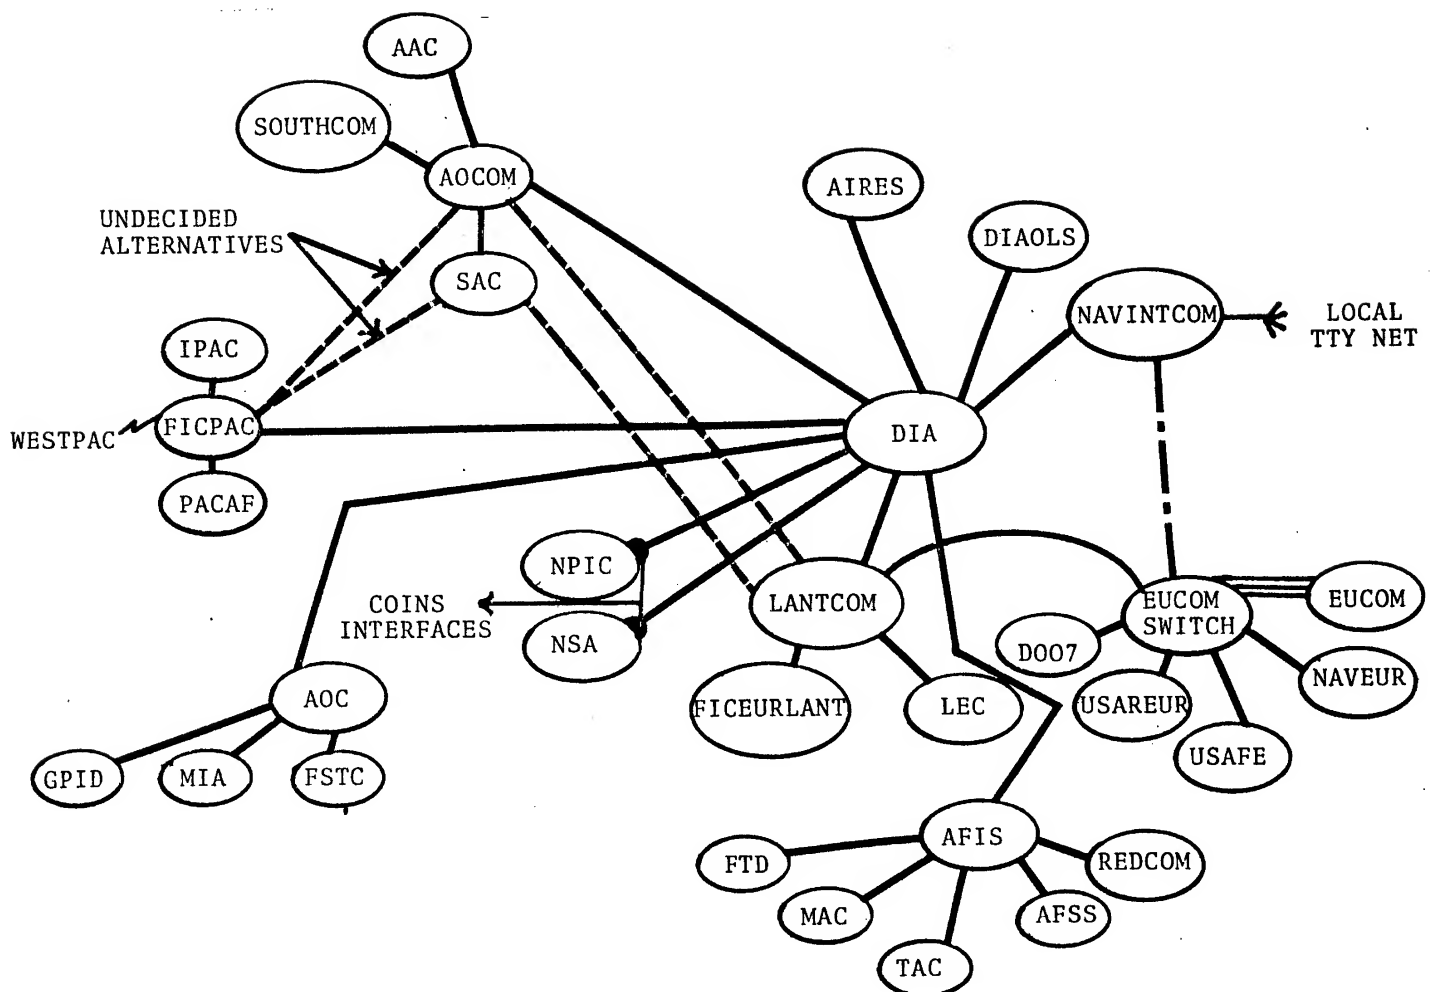 AAC
SOUTHCOM
AOCOM
AIRES
UNDECIDED
ALTERNATIVES
DIAOLS
SAC
NAVINTCOM
LOCAL
TTY NET
IPAC
FICPAC
WESTPAC
DIA
PACAF
NPIC
COINS
INTERFACES
NSA
LANTCOM
EUCOM
SWITCH
EUCOM
DOO7
NAVEUR
FICEURLANT
LEC
USAREUR
USAFE
AOC
GPID
MIA
FSTC
AFIS
FTD
REDCOM
MAC
AFSS
TAC